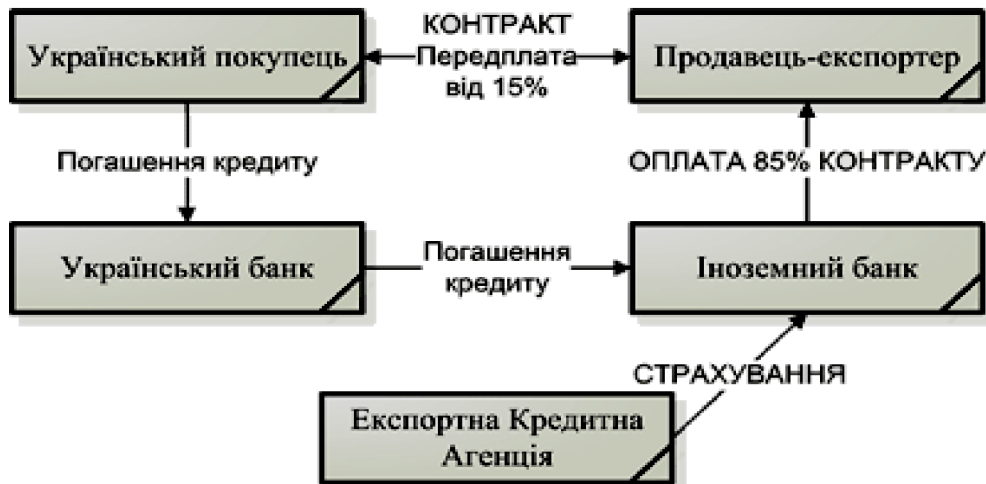 Український покупець
КОНТРАКТ
Передплата
від 15%
Продавець-експортер
Погашення кредиту
ОПЛАТА 85% КОНТРАКТУ
Український банк
Погашення
кредиту
Іноземний банк
СТРАХУВАННЯ
Експортна Кредитна
Агенція